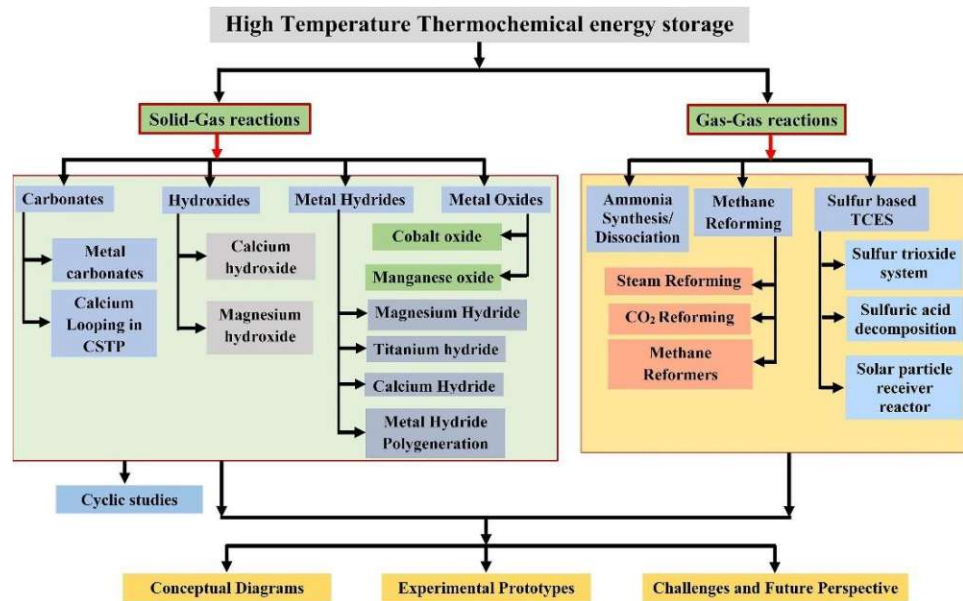 High Temperature Thermochemical energy storage
Solid-Gas reactions
Gas-Gas reactions
Carbonates
Hydroxides
Metal Hydrides
Metal Oxides
Metal
carbonates
Calcium
Looping in
CSTP
Calcium
hydroxide
Magnesium
hydroxide
Cobalt oxide
Manganese oxide
Magnesium Hydride
Titanium hydride
Calcium Hydride
Metal Hydride
Polygeneration
Ammonia
Synthesis/
Dissociation
Methane
Reforming
Sulfur based
TCES
Steam Reforming
CO₂ Reforming
Methane
Reformers
Sulfur trioxide
system
Sulfuric acid
decomposition
Solar particle
receiver
reactor
Cyclic studies
Conceptual Diagrams
Experimental Prototypes
Challenges and Future Perspective